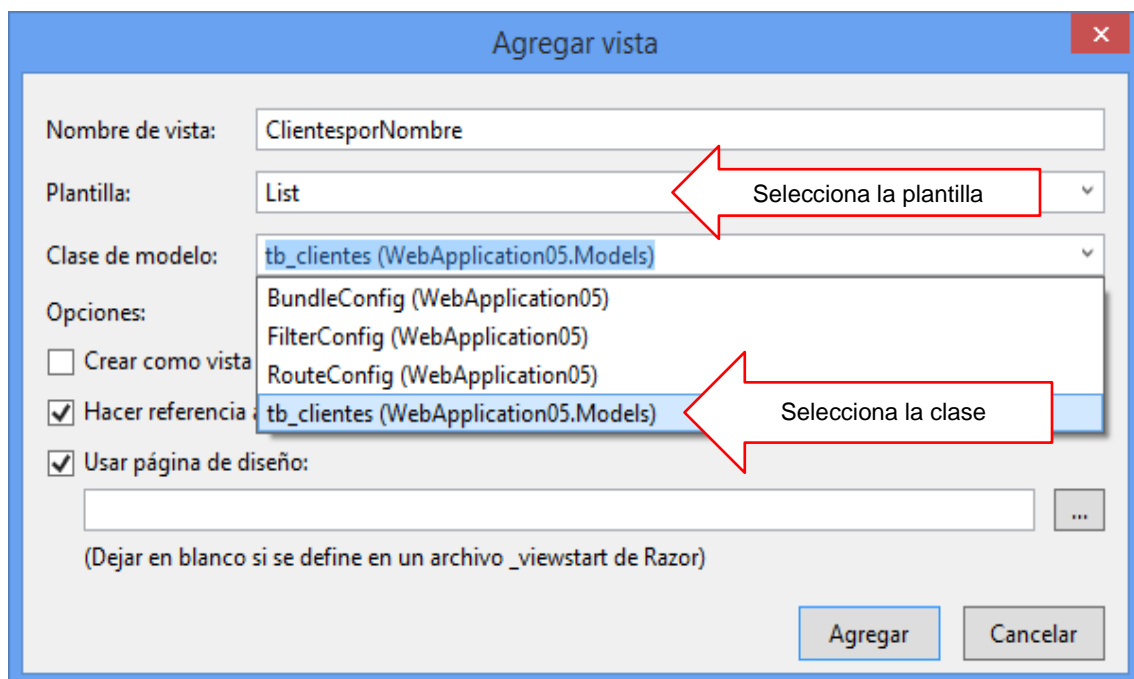 Agregar vista
Nombre de vista: ClientesporNombre
Plantilla: List Selecciona la plantilla
Clase de modelo: tb_clientes (WebApplication05.Models)
Opciones: BundleConfig (WebApplication05)
FilterConfig (WebApplication05)
Crear como vista RouteConfig (WebApplication05)
Hacer referencia a tb_clientes (WebApplication05.Models) Selecciona la clase
Usar página de diseño:
...
(Dejar en blanco si se define en un archivo _viewstart de Razor)
Agregar Cancelar